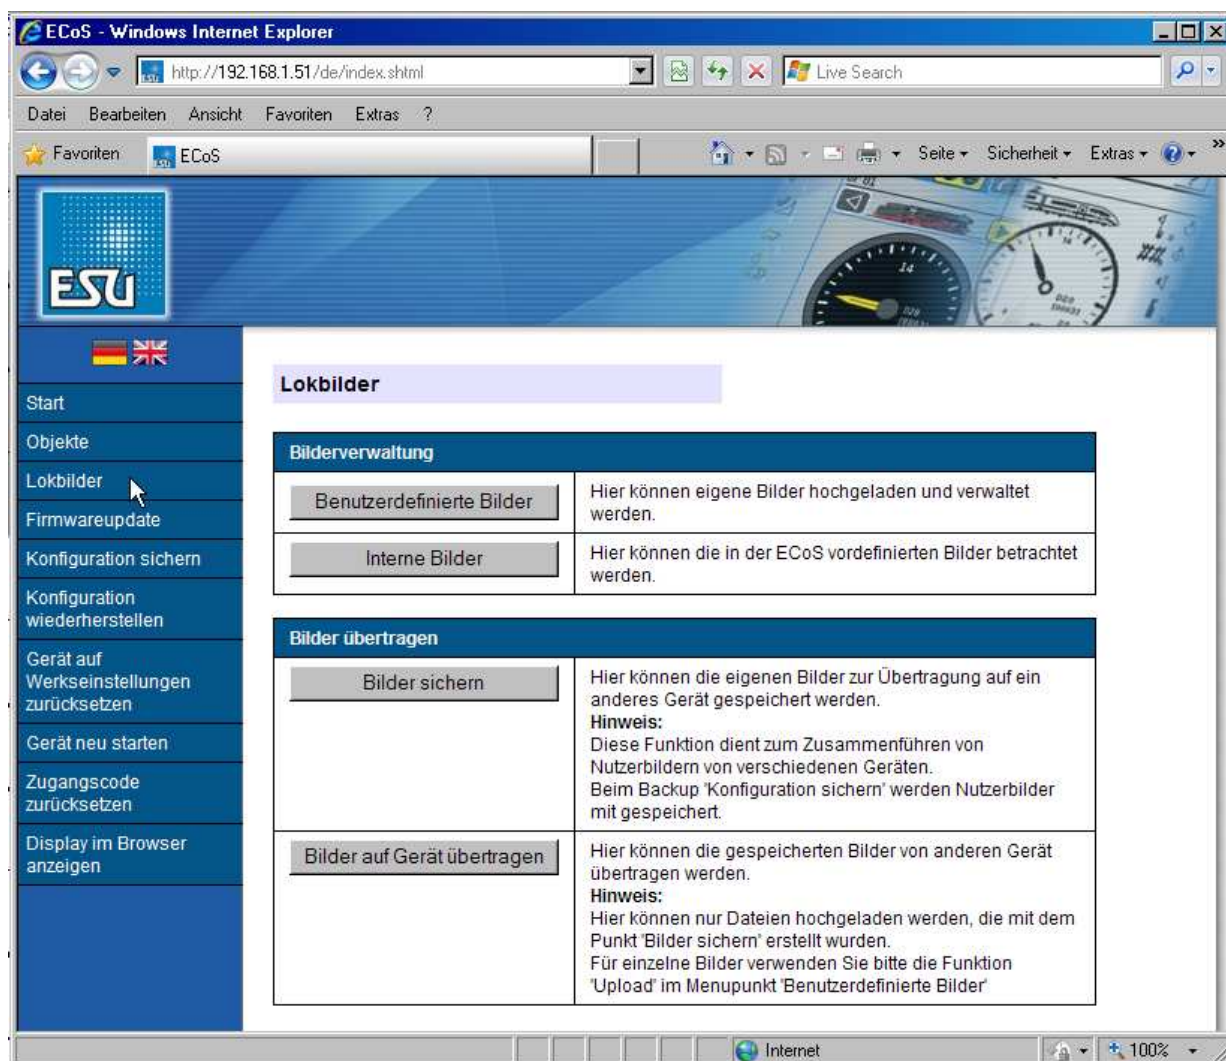 ECoS - Windows Internet Explorer
http://192.168.1.51/de/index.shtml
Live Search
Datei Bearbeiten Ansicht Favoriten Extras ?
Favoriten ECoS Seite Sicherheit Extras »
ESU
Start
Objekte
Lokbilder
Firmwareupdate
Konfiguration sichern
Konfiguration
wiederherstellen
Gerät auf
Werkseinstellungen
zurücksetzen
Gerät neu starten
Zugangscode
zurücksetzen
Display im Browser
anzeigen
Lokbilder
Bilderverwaltung
Benutzerdefinierte Bilder
Hier können eigene Bilder hochgeladen und verwaltet
werden.
Interne Bilder
Hier können die in der ECoS vordefinierten Bilder betrachtet
werden.
Bilder übertragen
Bilder sichern
Hier können die eigenen Bilder zur Übertragung auf ein
anderes Gerät gespeichert werden.
Hinweis:
Diese Funktion dient zum Zusammenführen von
Nutzerbildern von verschiedenen Geräten.
Beim Backup 'Konfiguration sichern' werden Nutzerbilder
mit gespeichert.
Bilder auf Gerät übertragen
Hier können die gespeicherten Bilder von anderen Gerät
übertragen werden.
Hinweis:
Hier können nur Dateien hochgeladen werden, die mit dem
Punkt 'Bilder sichern' erstellt wurden.
Für einzelne Bilder verwenden Sie bitte die Funktion
'Upload' im Menupunkt 'Benutzerdefinierte Bilder'
Internet
100%